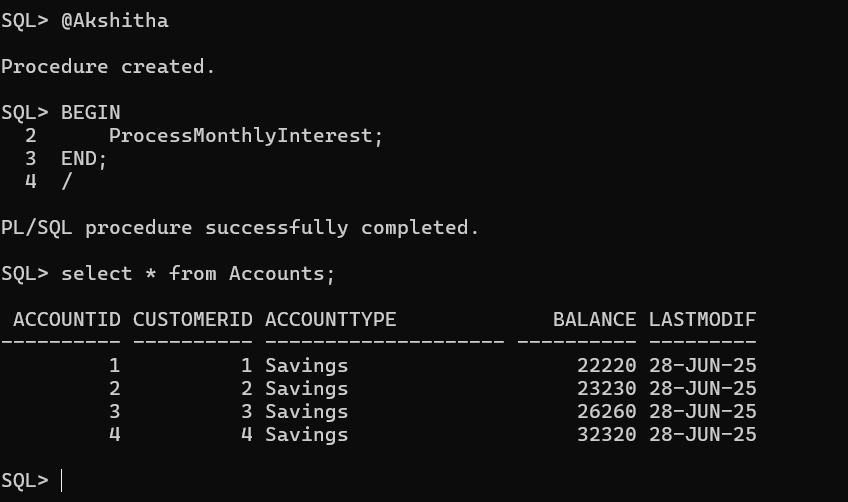 SQL> @Akshitha
Procedure created.
SQL> BEGIN
  2      ProcessMonthlyInterest;
  3  END;
  4  /
PL/SQL procedure successfully completed.
SQL> select * from Accounts;
 ACCOUNTID CUSTOMERID ACCOUNTTYPE             BALANCE LASTMODIF
---------- ---------- -------------------- ---------- ---------
         1          1 Savings                   22220 28-JUN-25
         2          2 Savings                   23230 28-JUN-25
         3          3 Savings                   26260 28-JUN-25
         4          4 Savings                   32320 28-JUN-25
SQL>